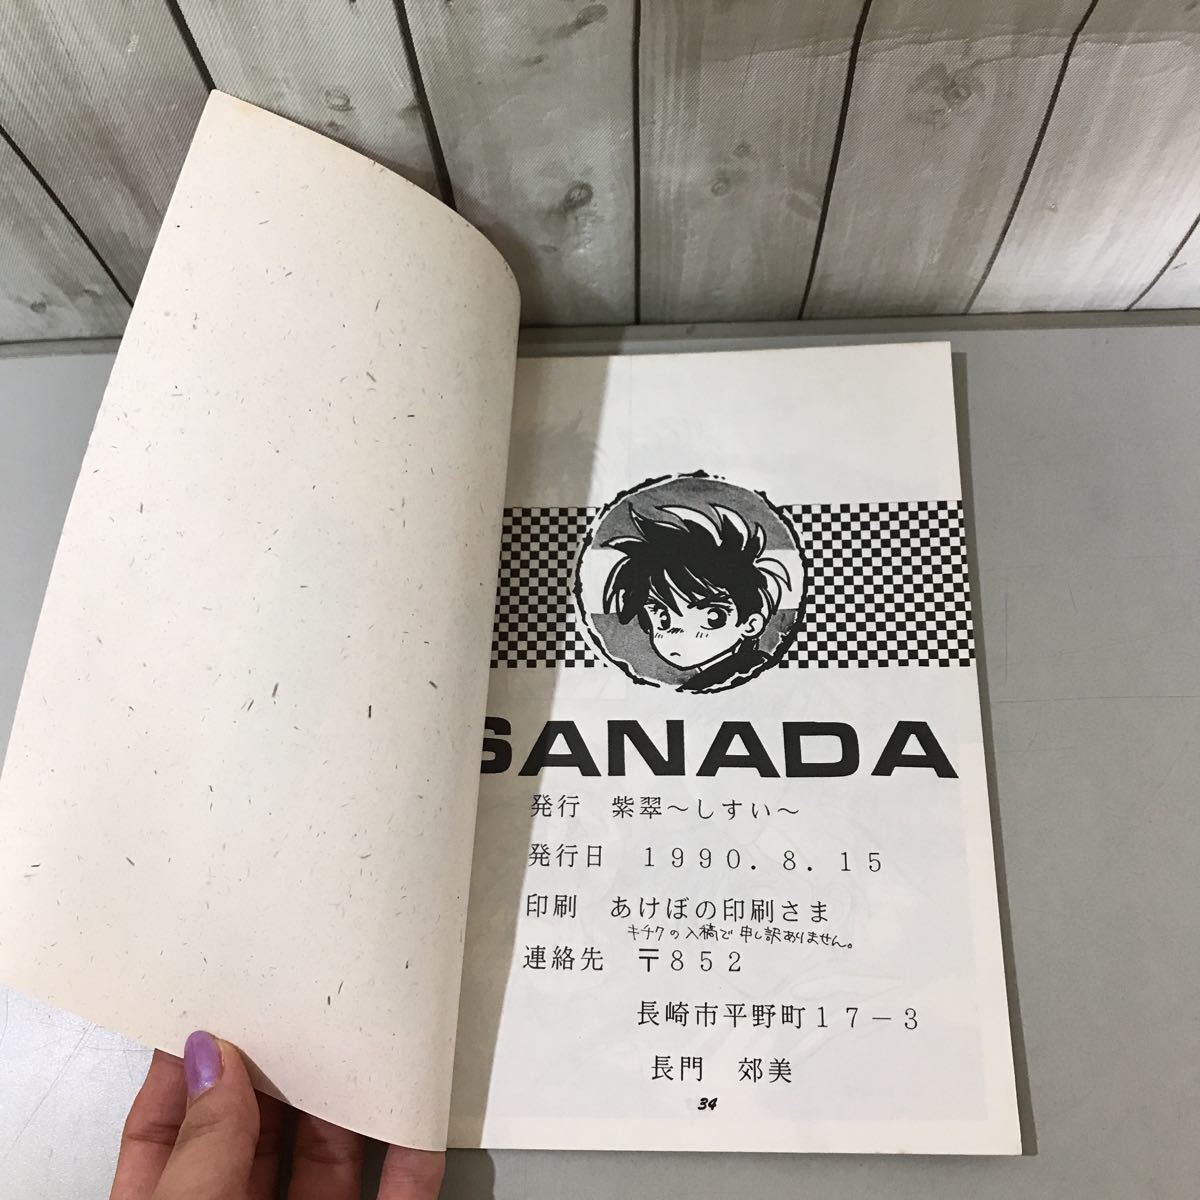 SANADA
発行　紫翠～しすい～
発行日　１９９０．８．１５
印刷　あけぼの印刷さま
キチクの入稿で申し訳ありません。
連絡先　〒８５２
長崎市平野町１７－３
長門　郊美
34